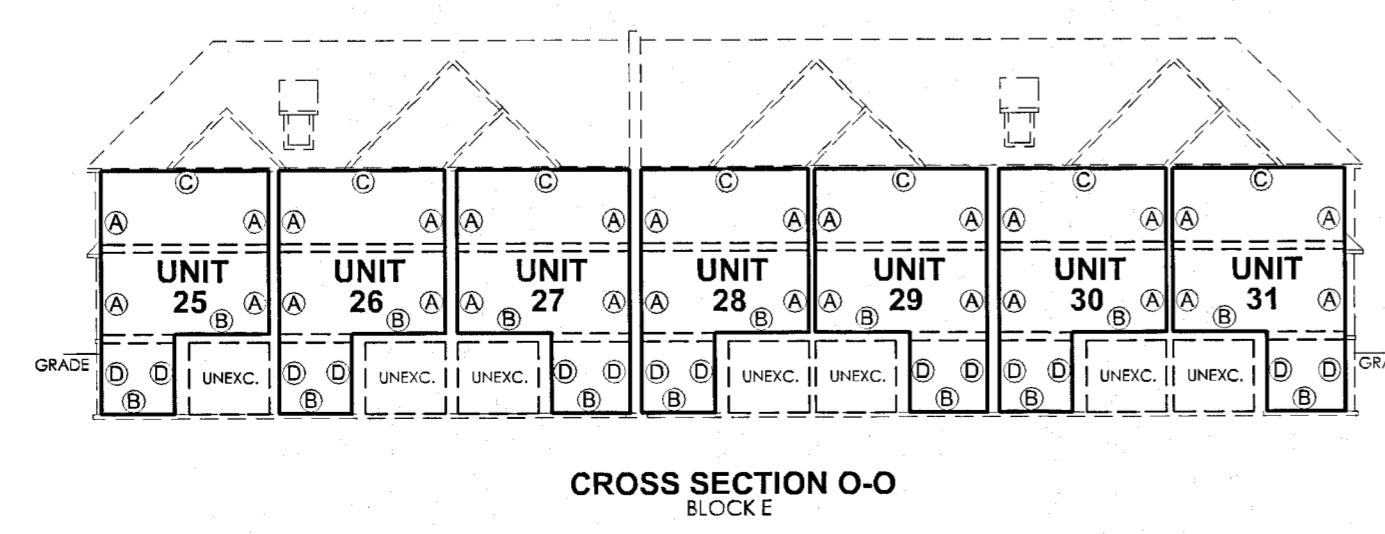 C C C C C C C
A A A A A A A A A A A A A A
UNIT UNIT UNIT UNIT UNIT UNIT UNIT
25 26 27 28 29 30 31
A A A A A A A A A A A A A A
B B B B B B B
GRADE D D UNEXC. D D UNEXC. UNEXC. D D D D UNEXC. UNEXC. D D D D UNEXC. UNEXC. D D GRA
B B B B B B B
CROSS SECTION O-O
BLOCK E